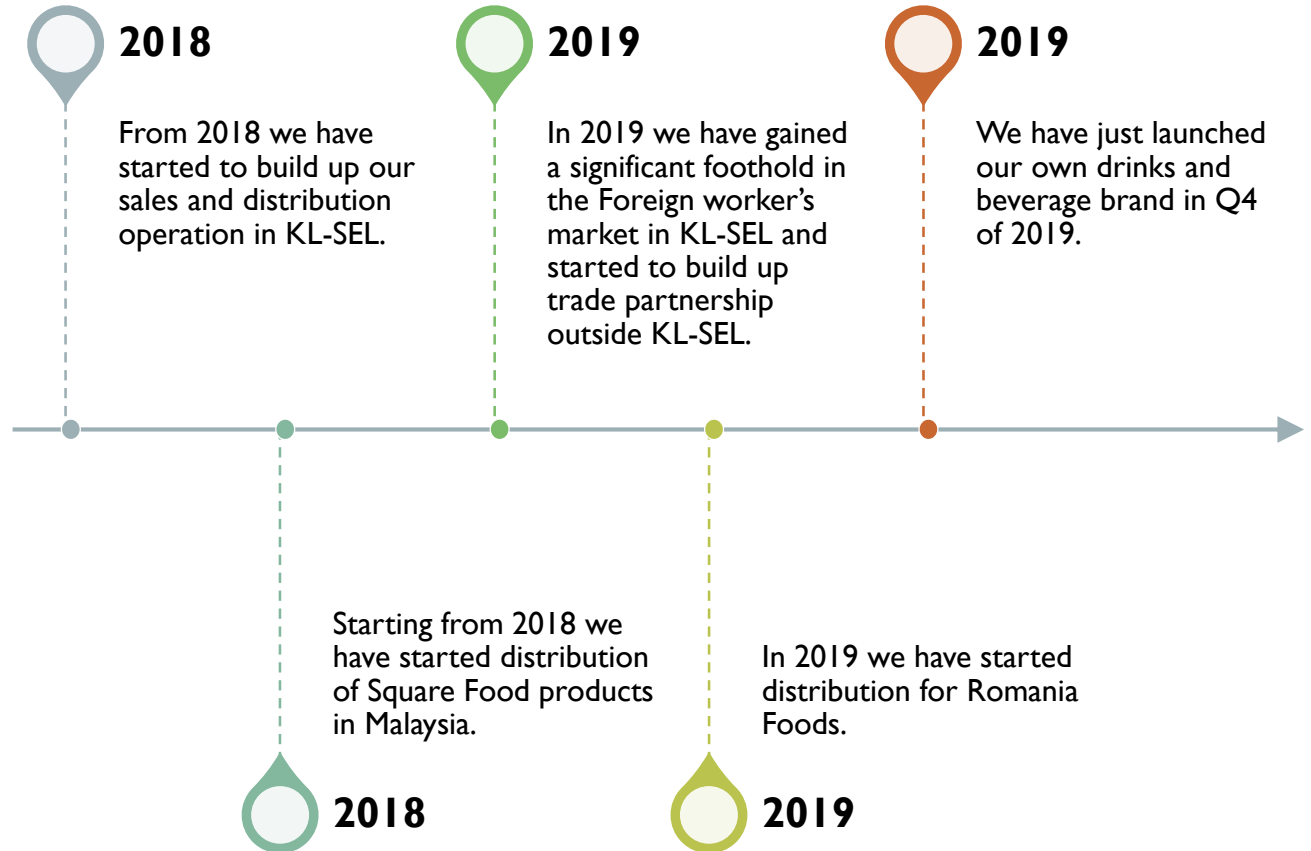 2018
From 2018 we have
started to build up our
sales and distribution
operation in KL-SEL.
2019
In 2019 we have gained
a significant foothold in
the Foreign worker’s
market in KL-SEL and
started to build up
trade partnership
outside KL-SEL.
2019
We have just launched
our own drinks and
beverage brand in Q4
of 2019.
Starting from 2018 we
have started distribution
of Square Food products
in Malaysia.
2018
In 2019 we have started
distribution for Romania
Foods.
2019